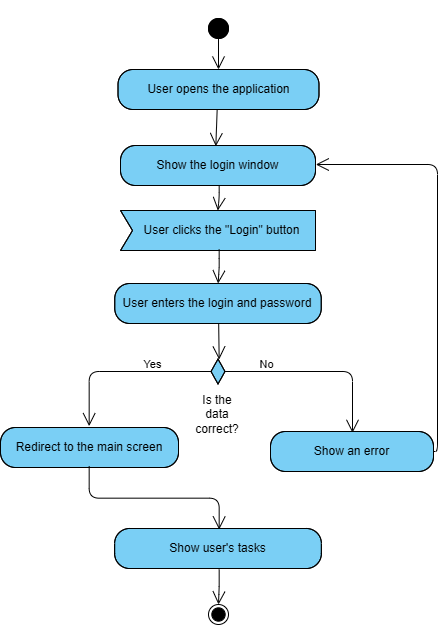 User opens the application
Show the login window
User clicks the "Login" button
User enters the login and password
Yes
No
Is the
data
correct?
Redirect to the main screen
Show an error
Show user's tasks